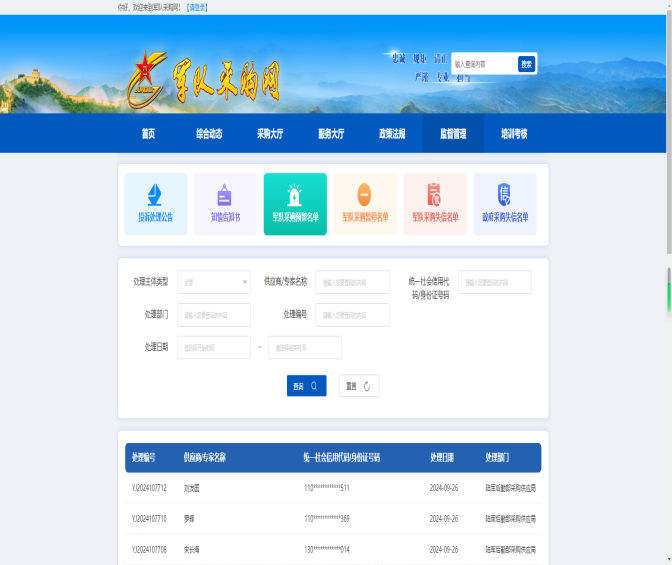 你好，欢迎来到军队采购网！【请登录】
军队采购网
忠诚 规矩 清正
严谨 专业 担当
输入查询内容 搜索
首页 综合动态 采购大厅 服务大厅 政策法规 监督管理 培训考核
投诉处理公告 知情告知书 军队采购预警名单 军队采购暂停名单 军队采购失信名单 政府采购失信名单
处理主体类型 全部 供应商/专家名称 请输入您要查询的内容 统一社会信用代码/身份证号码 请输入您要查询的内容
处理部门 请输入您要查询的内容 处理编号 请输入您要查询的内容
处理日期 请选择开始时间 - 请选择结束时间
查询 重置
处理编号 供应商/专家名称 统一社会信用代码/身份证号码 处理日期 处理部门
YJ2024107712 110************511 2024-09-26 陆军后勤部采购供应局
YJ2024107710 罗辉 110************369 2024-09-26 陆军后勤部采购供应局
YJ2024107708 宋长海 130************014 2024-09-26 陆军后勤部采购供应局